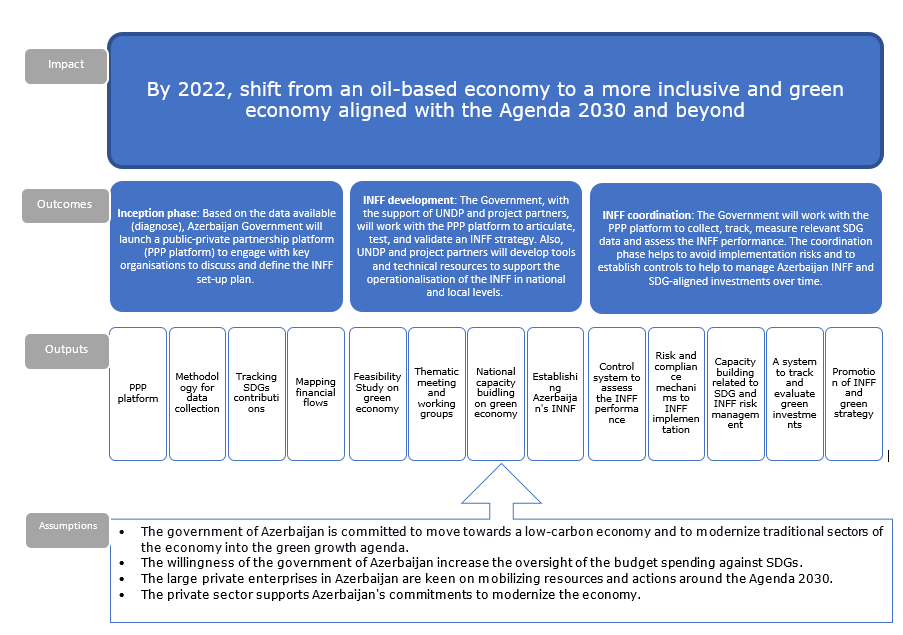 Impact
By 2022, shift from an oil-based economy to a more inclusive and green
economy aligned with the Agenda 2030 and beyond
Outcomes
Inception phase: Based on the data available
(diagnose), Azerbaijan Government will
launch a public-private partnership platform
(PPP platform) to engage with key
organisations to discuss and define the INFF
set-up plan.
INFF development: The Government, with
the support of UNDP and project partners,
will work with the PPP platform to articulate,
test, and validate an INFF strategy. Also,
UNDP and project partners will develop tools
and technical resources to support the
operationalisation of the INFF in national
and local levels.
INFF coordination: The Government will work with the
PPP platform to collect, track, measure relevant SDG
data and assess the INFF performance. The coordination
phase helps to avoid implementation risks and to
establish controls to help to manage Azerbaijan INFF and
SDG-aligned investments over time.
Outputs
PPP
platform
Methodol
ogy for
data
collection
Tracking
SDGs
contributi
ons
Mapping
financial
flows
Feasibility
Study on
green
economy
Thematic
meeting
and
working
groups
National
capacity
buidling
on green
economy
Establishi
ng
Azerbaija
n's INNF
Control
system to
assess
the INFF
performa
nce
Risk and
complian
ce
mechani
ms to
INFF
implemen
tation
Capacity
building
related to
SDG and
INFF risk
managem
ent
A system
to track
and
evaluate
green
investme
nts
Promotio
n of INFF
and
green
strategy
Assumptions
• The government of Azerbaijan is committed to move towards a low-carbon economy and to modernize traditional sectors of
the economy into the green growth agenda.
• The willingness of the government of Azerbaijan increase the oversight of the budget spending against SDGs.
• The large private enterprises in Azerbaijan are keen on mobilizing resources and actions around the Agenda 2030.
• The private sector supports Azerbaijan's commitments to modernize the economy.